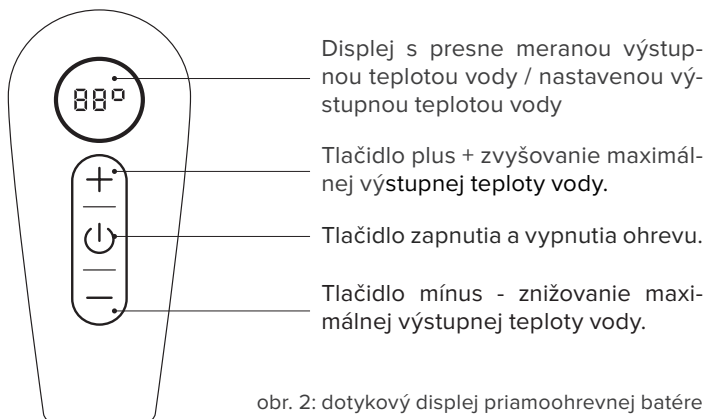 88°
Displej s presne meranou výstup-
nou teplotou vody / nastavenou vý-
stupnou teplotou vody
Tlačidlo plus + zvyšovanie maximál-
nej výstupnej teploty vody.
Tlačidlo zapnutia a vypnutia ohrevu.
Tlačidlo mínus - znižovanie maxi-
málnej výstupnej teploty vody.
obr. 2: dotykový displej priamoohrevnej batére